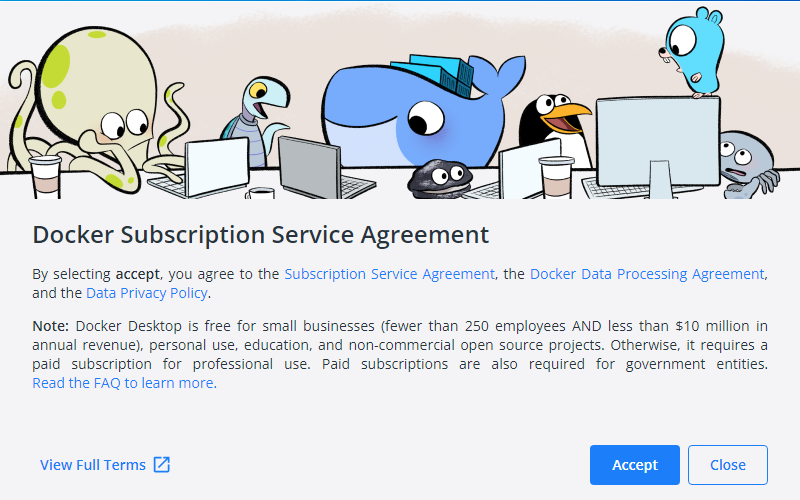 Docker Subscription Service Agreement
By selecting accept, you agree to the Subscription Service Agreement, the Docker Data Processing Agreement,
and the Data Privacy Policy.
Note: Docker Desktop is free for small businesses (fewer than 250 employees AND less than $10 million in
annual revenue), personal use, education, and non-commercial open source projects. Otherwise, it requires a
paid subscription for professional use. Paid subscriptions are also required for government entities.
Read the FAQ to learn more.
View Full Terms
Accept
Close